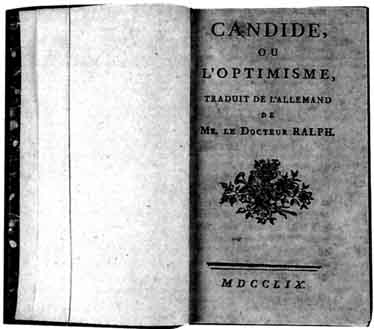 CANDIDE,
OU
L'OPTIMISME,
TRADUIT DE L'ALLEMAND
DE
MR. LE DOCTEUR RALPH.
MDCCLIX.